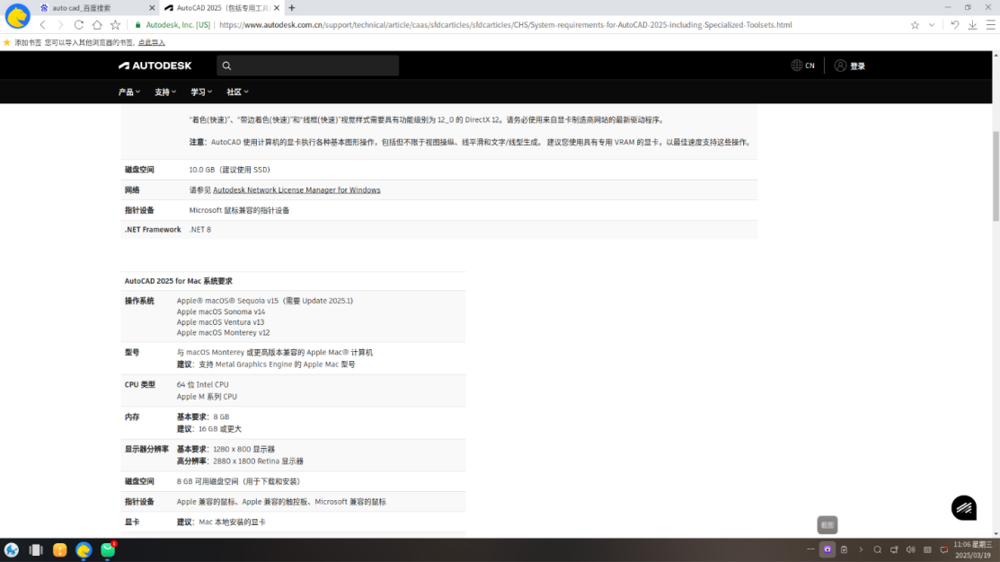 auto cad_百度搜索
AutoCAD 2025（包括专用工具
Autodesk, Inc. [US]
https://www.autodesk.com.cn/support/technical/article/caas/sfdcarticles/sfdcarticles/CHS/System-requirements-for-AutoCAD-2025-including-Specialized-Toolsets.html
添加书签 您可以导入其他浏览器的书签, 点此导入
AUTODESK
CN
登录
产品
支持
学习
社区
“着色(快速)”、“带边着色(快速)”和“线框(快速)”视觉样式需要具有功能级别为 12_0 的 DirectX 12。请务必使用来自显卡制造商网站的最新驱动程序。
注意：AutoCAD 使用计算机的显卡执行各种基本图形操作，包括但不限于视图操纵、线平滑和文字/线型生成。 建议您使用具有专用 VRAM 的显卡，以最佳速度支持这些操作。
磁盘空间 10.0 GB（建议使用 SSD）
网络 请参见 Autodesk Network License Manager for Windows
指针设备 Microsoft 鼠标兼容的指针设备
.NET Framework .NET 8
AutoCAD 2025 for Mac 系统要求
操作系统 Apple® macOS® Sequoia v15（需要 Update 2025.1）
Apple macOS Sonoma v14
Apple macOS Ventura v13
Apple macOS Monterey v12
型号 与 macOS Monterey 或更高版本兼容的 Apple Mac® 计算机
建议：支持 Metal Graphics Engine 的 Apple Mac 型号
CPU 类型 64 位 Intel CPU
Apple M 系列 CPU
内存 基本要求：8 GB
建议：16 GB 或更大
显示器分辨率 基本要求：1280 x 800 显示器
高分辨率：2880 x 1800 Retina 显示器
磁盘空间 8 GB 可用磁盘空间（用于下载和安装）
指针设备 Apple 兼容的鼠标、Apple 兼容的触控板、Microsoft 兼容的鼠标
显卡 建议：Mac 本地安装的显卡
截图
11:06 星期三
2025/03/19